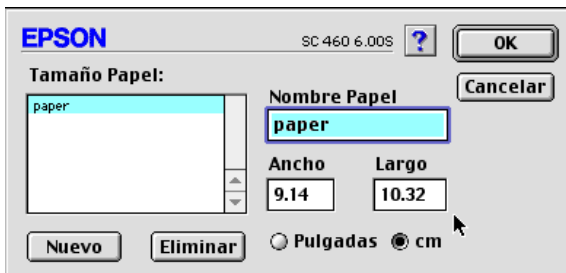 EPSON
SC 460 6.00S
?
OK
Tamaño Papel:
paper
Nombre Papel
paper
Cancelar
Ancho
Largo
9.14
10.32
Nuevo
Eliminar
Pulgadas
cm